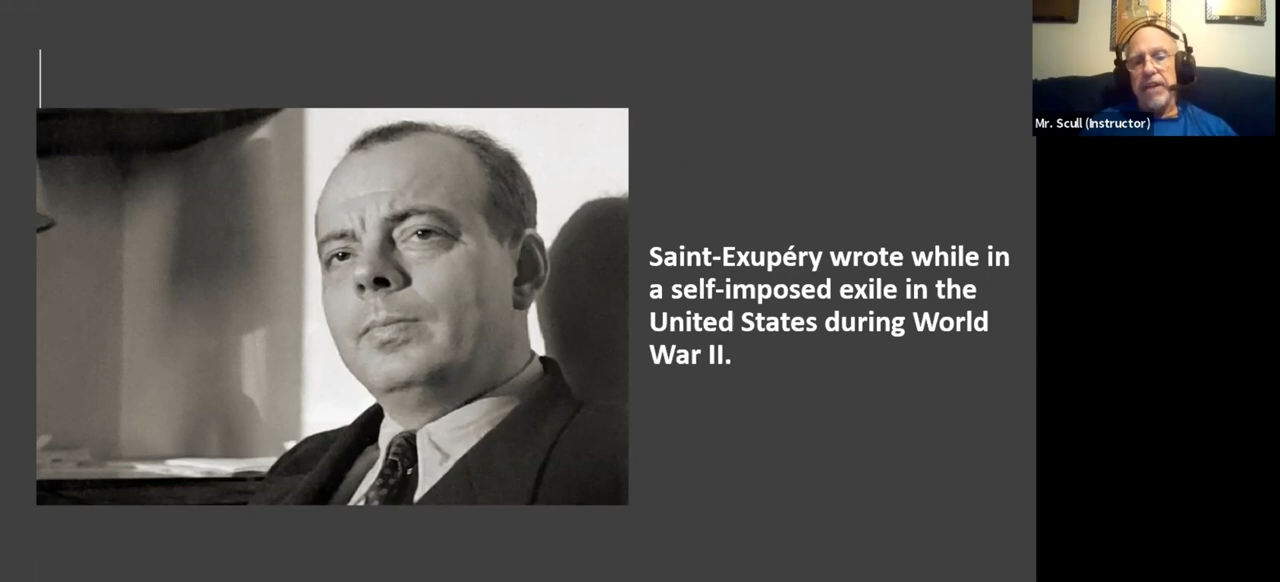 Saint-Exupéry wrote while in
a self-imposed exile in the
United States during World
War II.
Mr. Scull (Instructor)